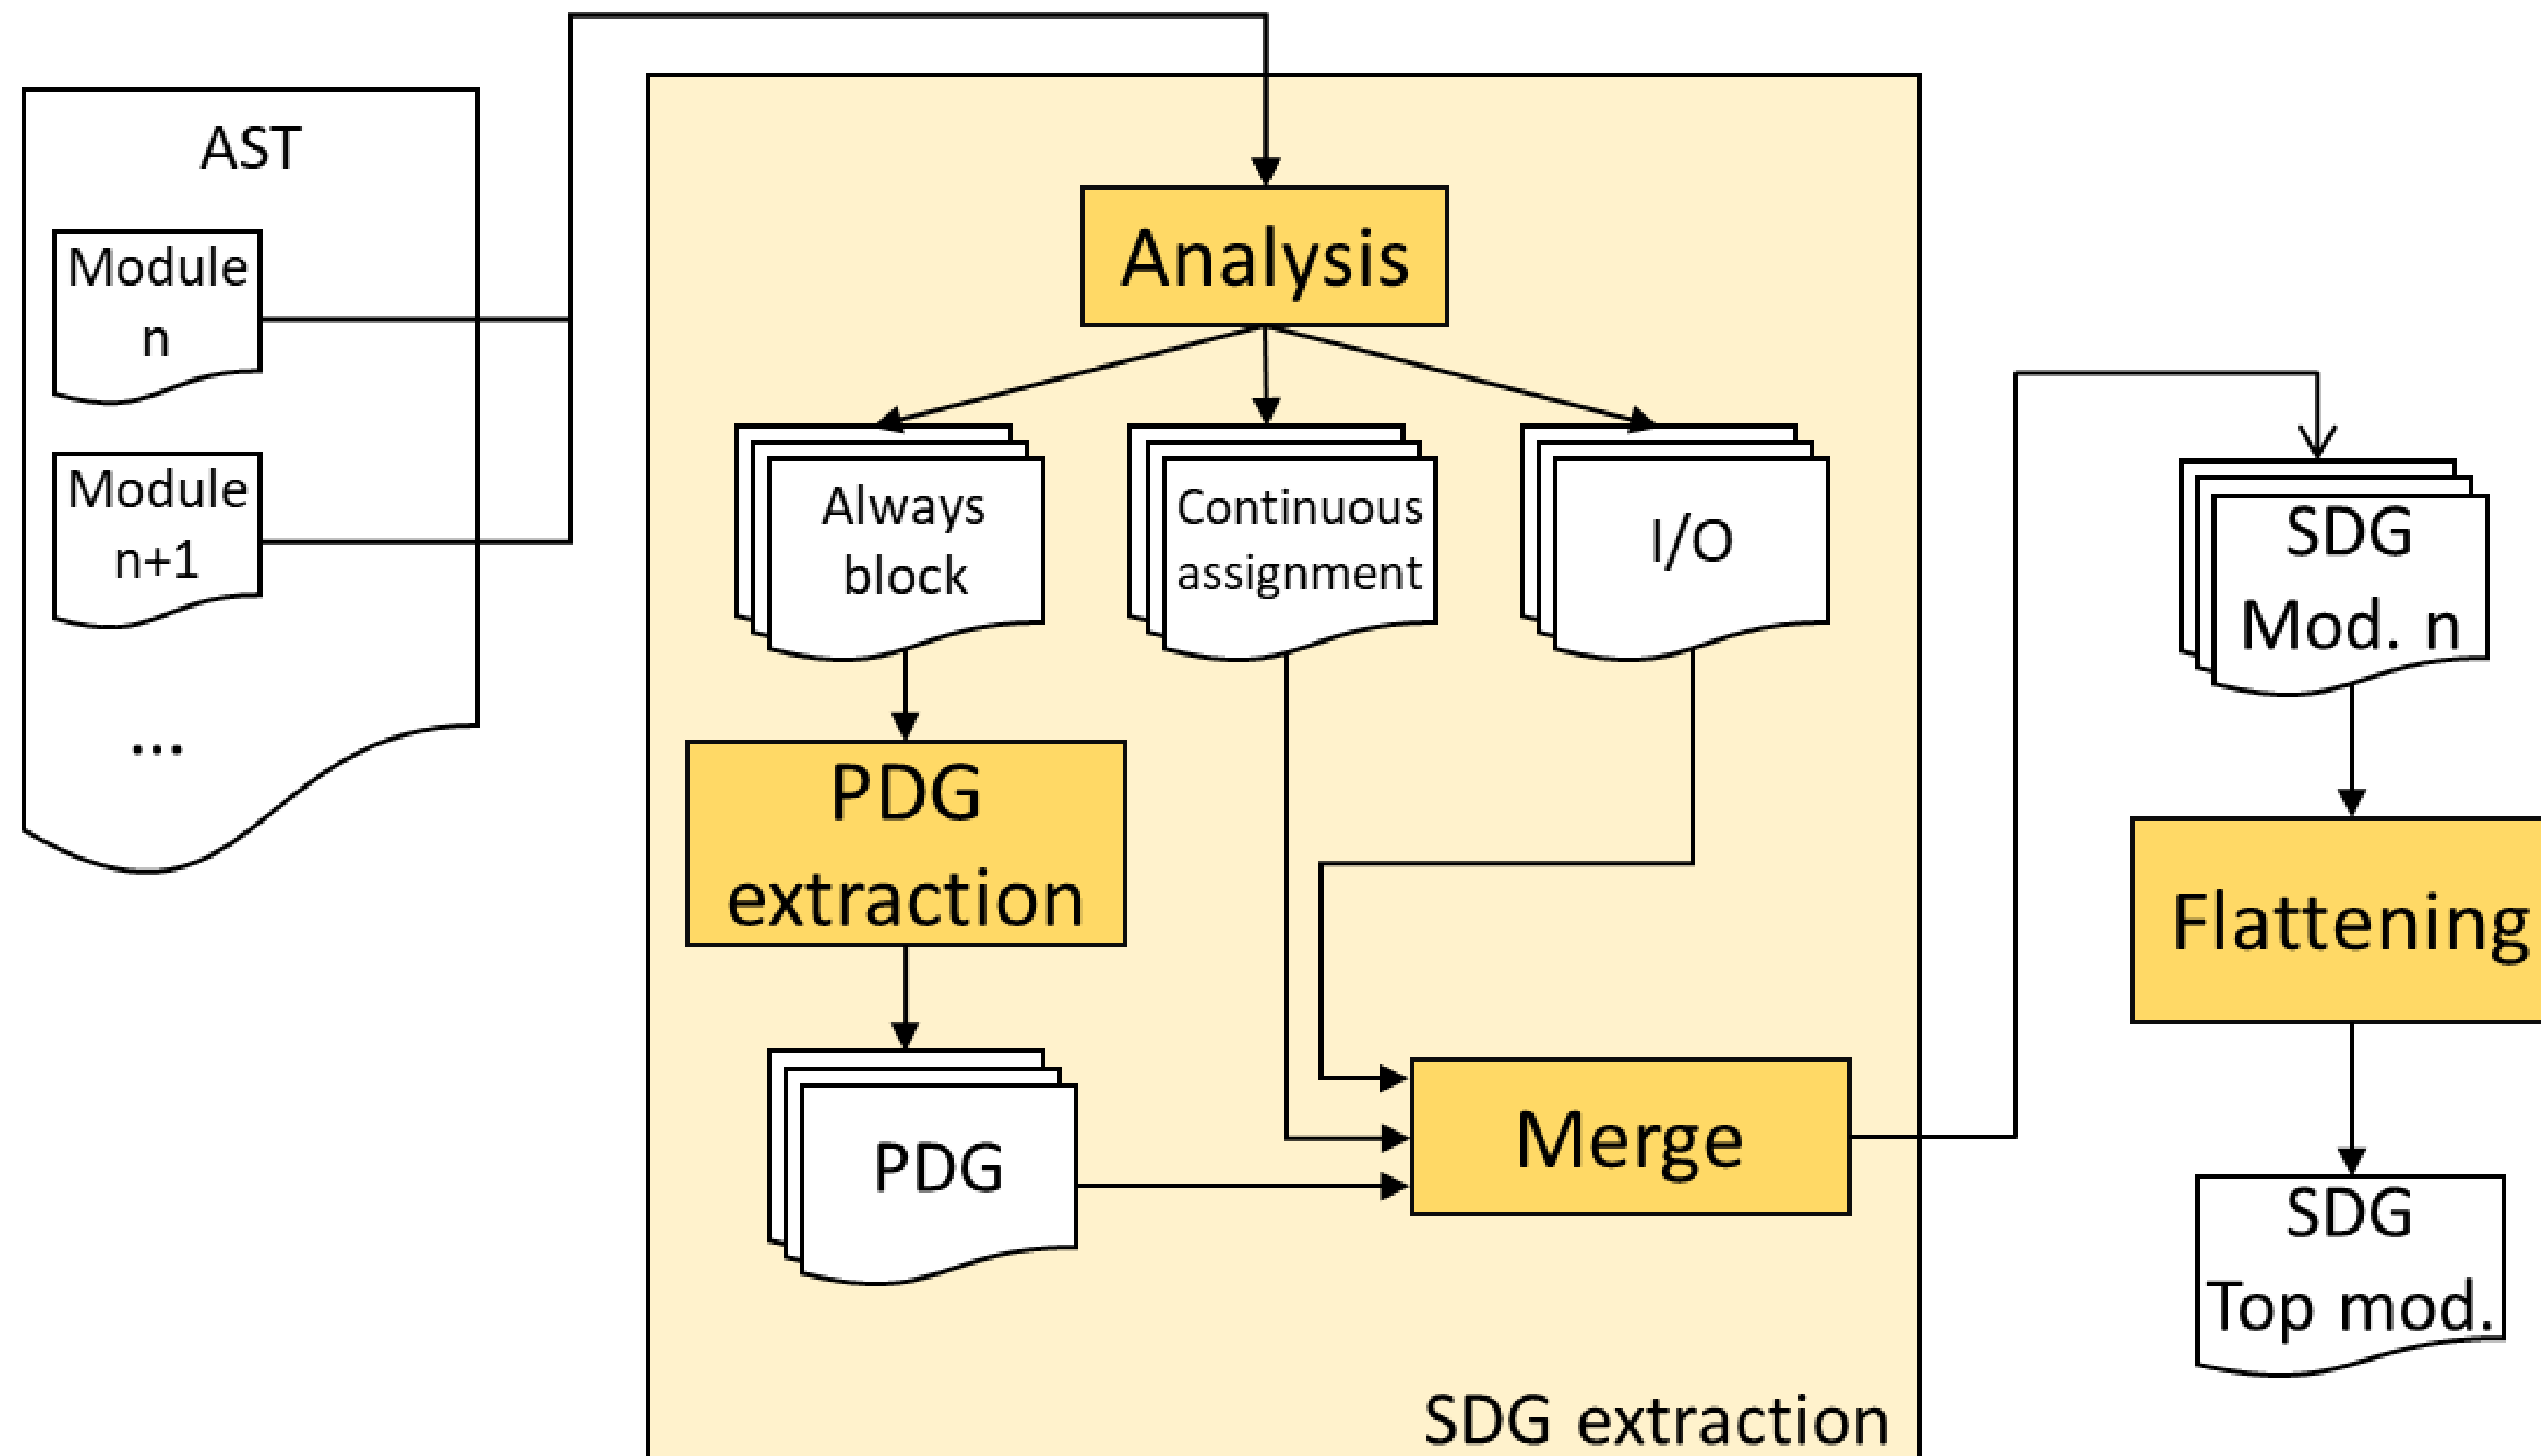 AST
Module
n
Module
n+1
...
Analysis
Always
block
Continuous
assignment
I/O
PDG
extraction
PDG
Merge
SDG extraction
SDG
Mod. n
Flattening
SDG
Top mod.